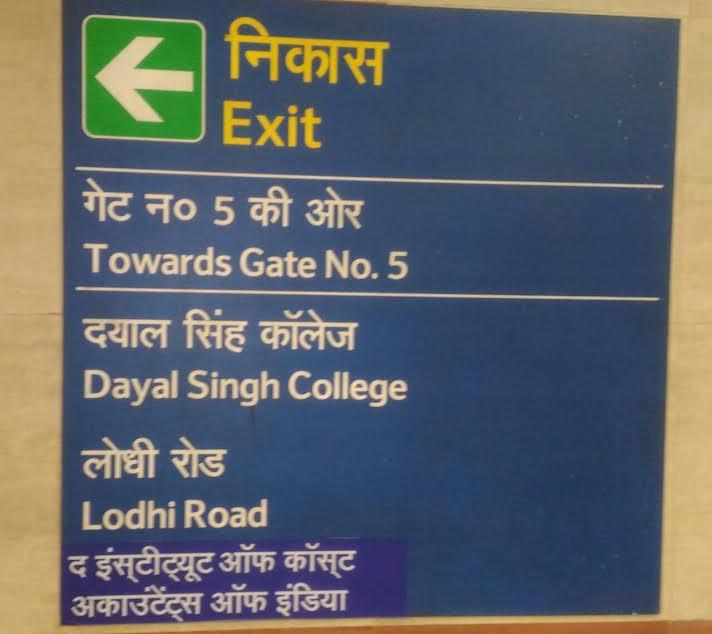 निकास
Exit
गेट न० 5 की ओर
Towards Gate No. 5
दयाल सिंह कॉलेज
Dayal Singh College
लोधी रोड
Lodhi Road
द इंस्टीट्यूट ऑफ कॉस्ट
अकाउंटेंट्स ऑफ इंडिया